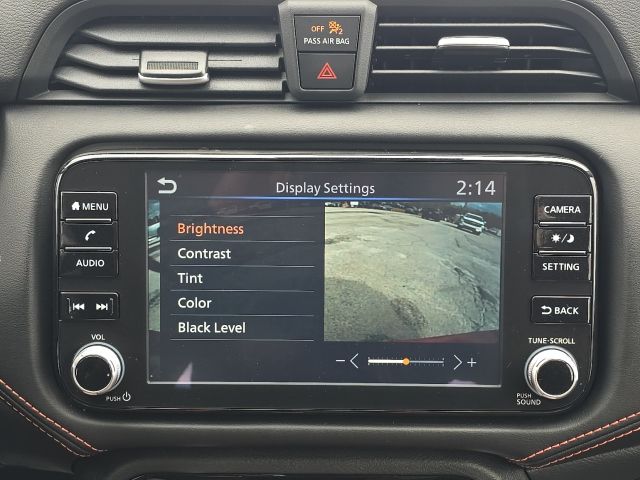 OFF 2
PASS AIR BAG
Display Settings 2:14
MENU
AUDIO
VOL
PUSH
Brightness
Contrast
Tint
Color
Black Level
- +
CAMERA
SETTING
BACK
TUNE·SCROLL
PUSH
SOUND